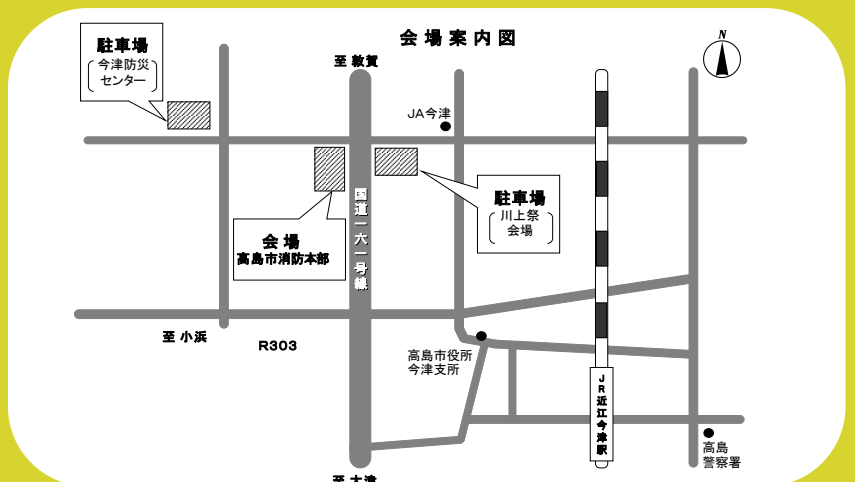 会場案内図
N
駐車場
今津防災
センター
至 敦賀
JA今津
国道一六一号線
駐車場
川上祭
会場
会場
高島市消防本部
至 小浜
R303
高島市役所
今津支所
JR近江今津駅
高島
警察署
至 大津